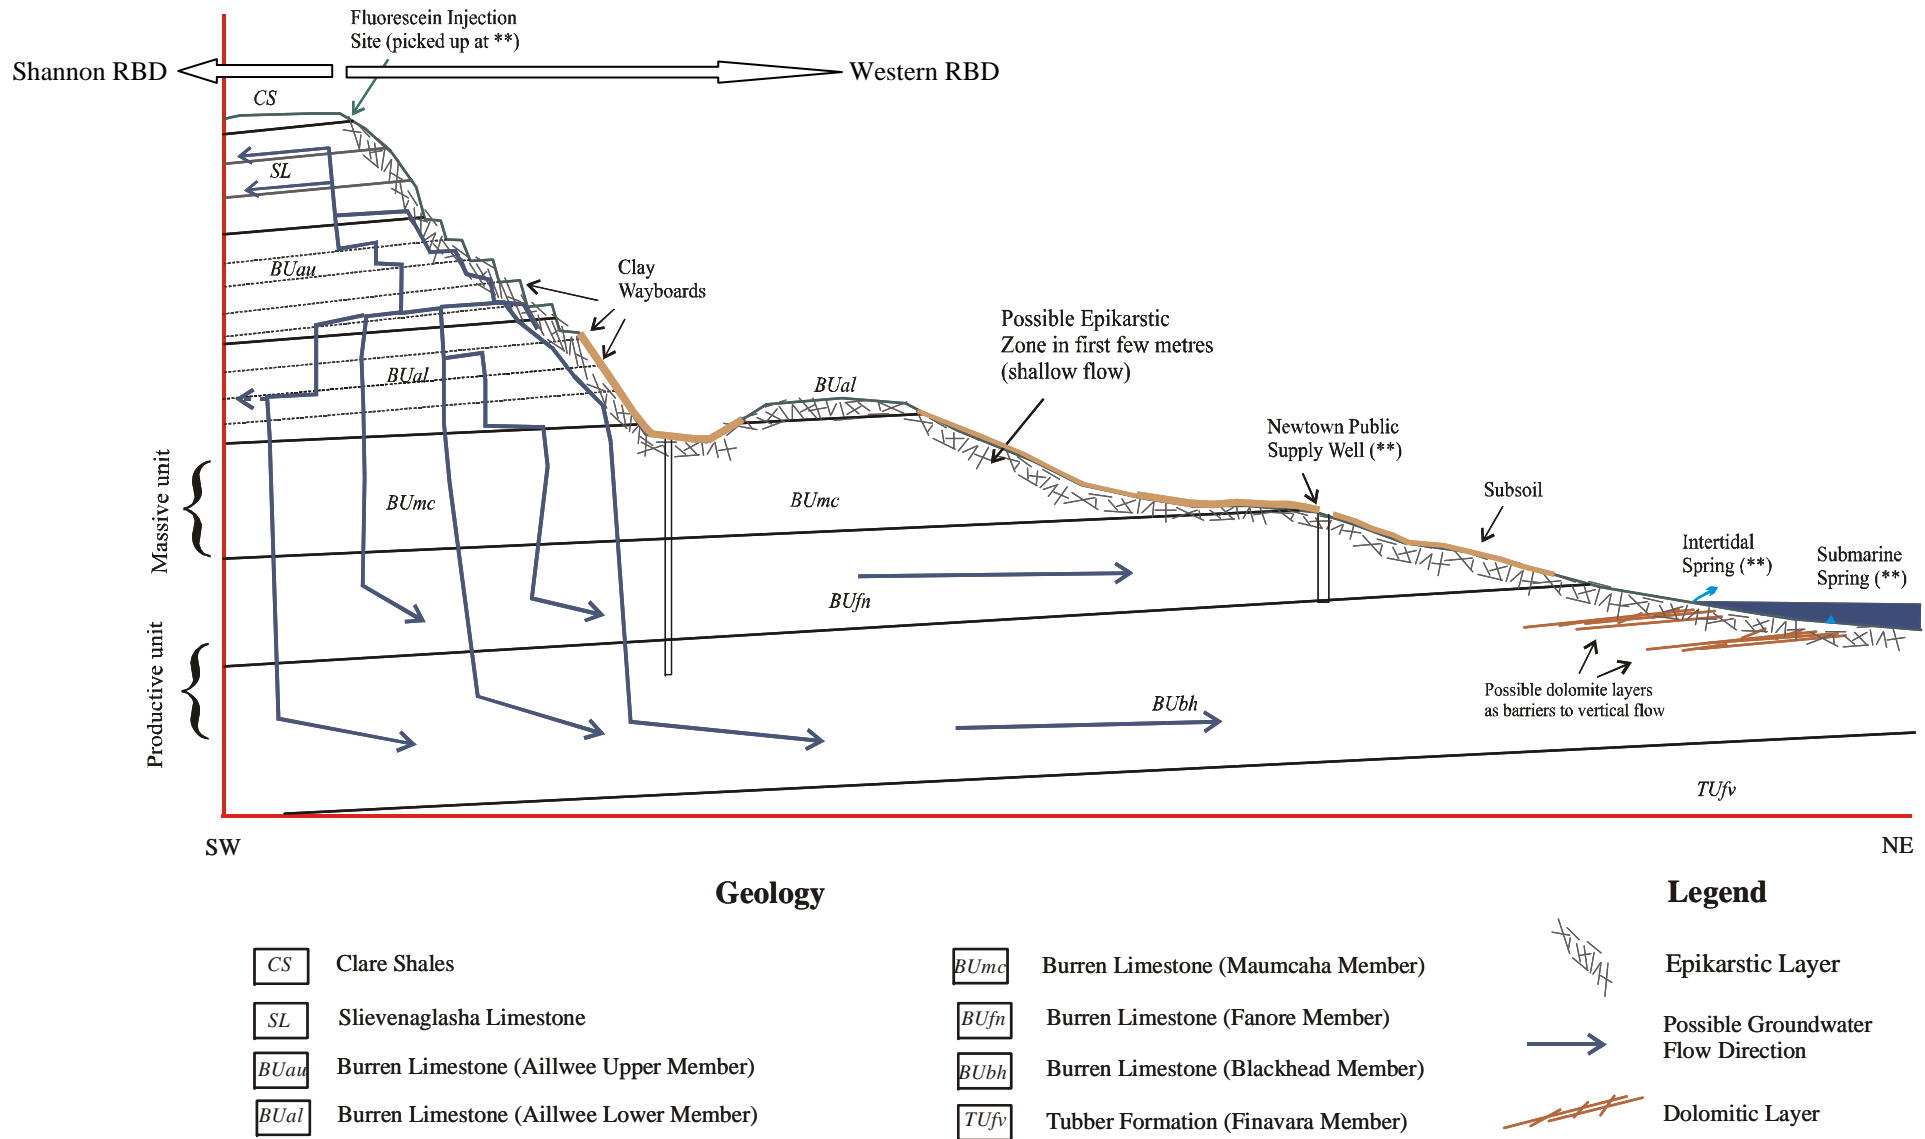 Fluorescein Injection
Site (picked up at **)
Shannon RBD
Western RBD
CS
SL
BUau
Clay
Wayboards
BUal
Possible Epikarstic
Zone in first few metres
(shallow flow)
BUal
Newtown Public
Supply Well (**)
Massive unit
BUmc
BUmc
Subsoil
Intertidal
Spring (**)
Submarine
Spring (**)
BUfn
Productive unit
BUbh
Possible dolomite layers
as barriers to vertical flow
TUfv
SW
NE
Geology
CS Clare Shales
SL Slievenaglasha Limestone
BUau Burren Limestone (Aillwee Upper Member)
BUal Burren Limestone (Aillwee Lower Member)
BUmc Burren Limestone (Maumcaha Member)
BUfn Burren Limestone (Fanore Member)
BUbh Burren Limestone (Blackhead Member)
TUfv Tubber Formation (Finavara Member)
Legend
Epikarstic Layer
Possible Groundwater
Flow Direction
Dolomitic Layer